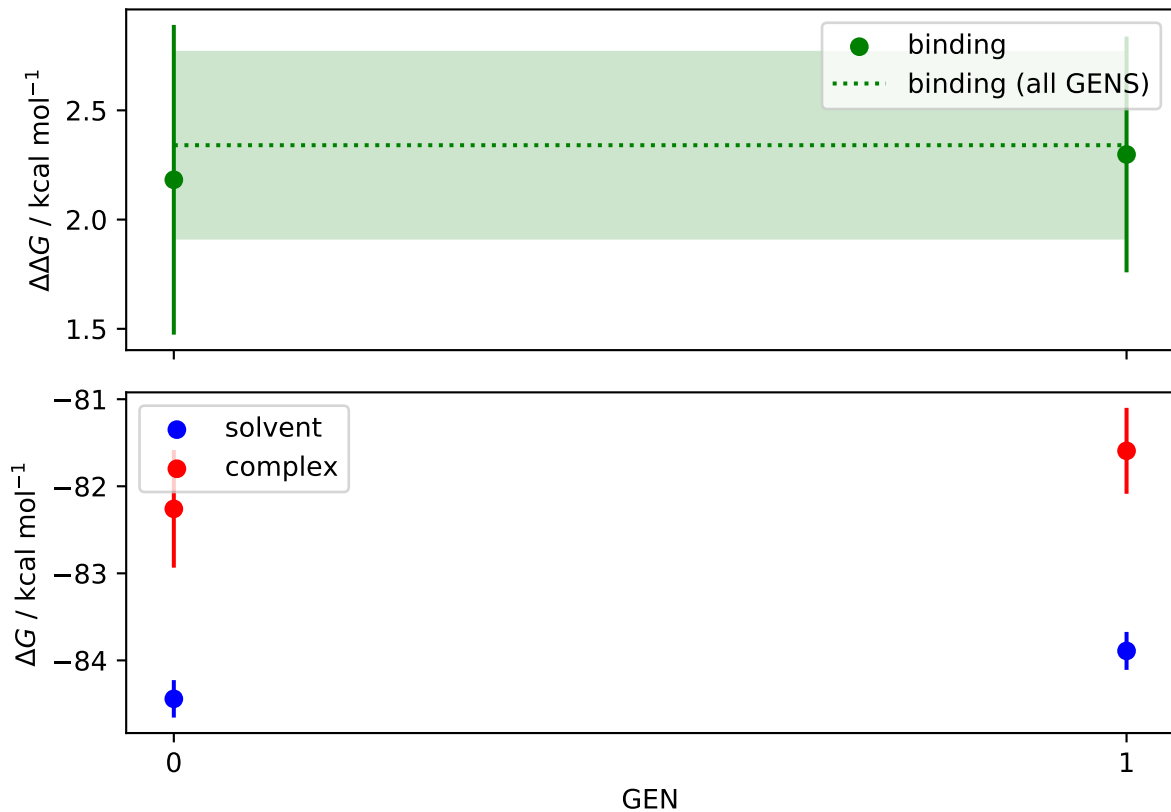 binding
binding (all GENS)
2.5
2.0
1.5
ΔΔG / kcal mol⁻¹
solvent
complex
−81
−82
−83
−84
ΔG / kcal mol⁻¹
0 1
GEN